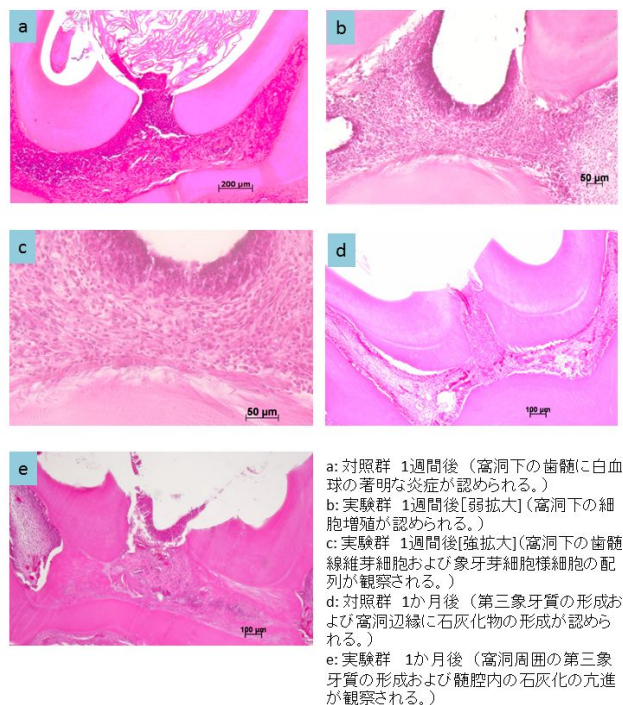 a
b
200 µm
50 µm
c
d
50 µm
100 µm
e
100 µm
a: 対照群 1週間後 (窩洞下の歯髄に白血
球の著明な炎症が認められる。)
b: 実験群 1週間後[弱拡大] (窩洞下の細
胞増殖が認められる。)
c: 実験群 1週間後[強拡大](窩洞下の歯髄
線維芽細胞および象牙芽細胞様細胞の配
列が観察される。)
d: 対照群 1か月後 (第三象牙質の形成お
よび窩洞辺縁に石灰化物の形成が認めら
れる。)
e: 実験群 1か月後 (窩洞周囲の第三象
牙質の形成および髄腔内の石灰化の亢進
が観察される。)